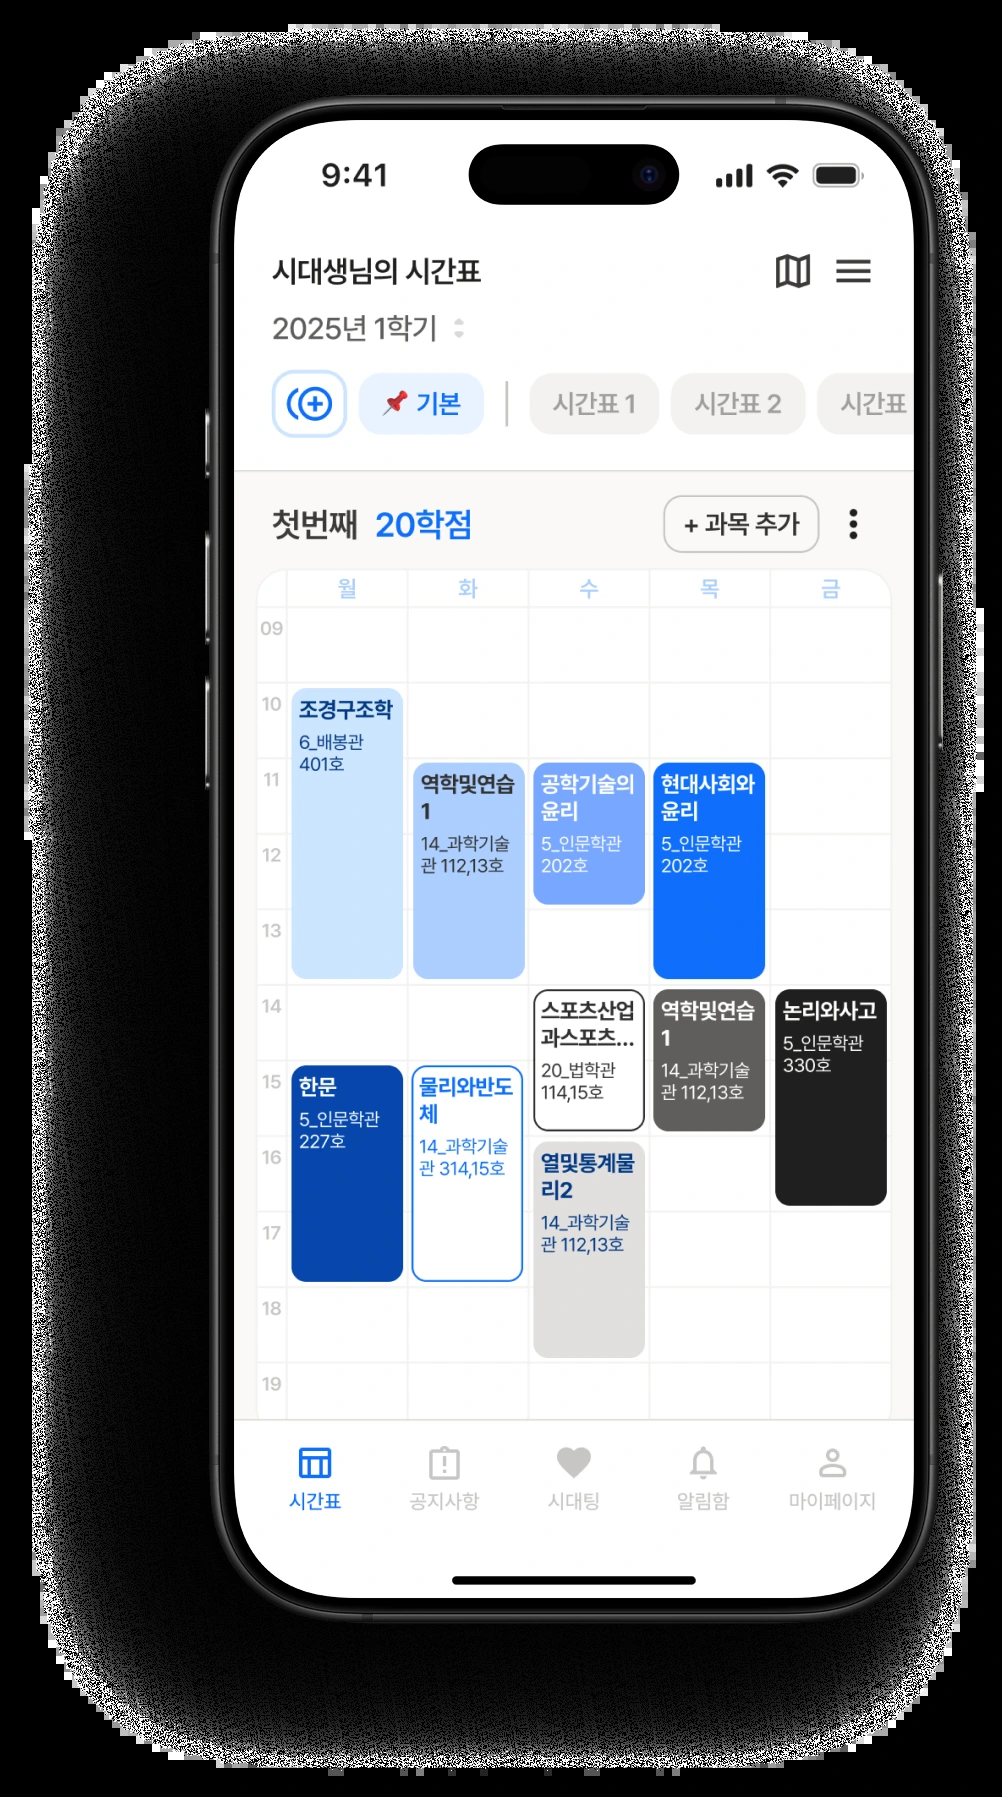 9:41
시대생님의 시간표
2025년 1학기
📌 기본
시간표 1
시간표 2
시간표
첫번째 20학점
+ 과목 추가
월 화 수 목 금
09
10
조경구조학
6_배봉관
401호
11
역학및연습
1
14_과학기술
관 112,13호
공학기술의
윤리
5_인문학관
202호
현대사회와
윤리
5_인문학관
202호
12
13
14
스포츠산업
과스포츠...
20_법학관
114,15호
역학및연습
1
14_과학기술
관 112,13호
논리와사고
5_인문학관
330호
15
한문
5_인문학관
227호
물리와반도
체
14_과학기술
관 314,15호
16
열및통계물
리2
14_과학기술
관 112,13호
17
18
19
시간표
공지사항
시대팅
알림함
마이페이지